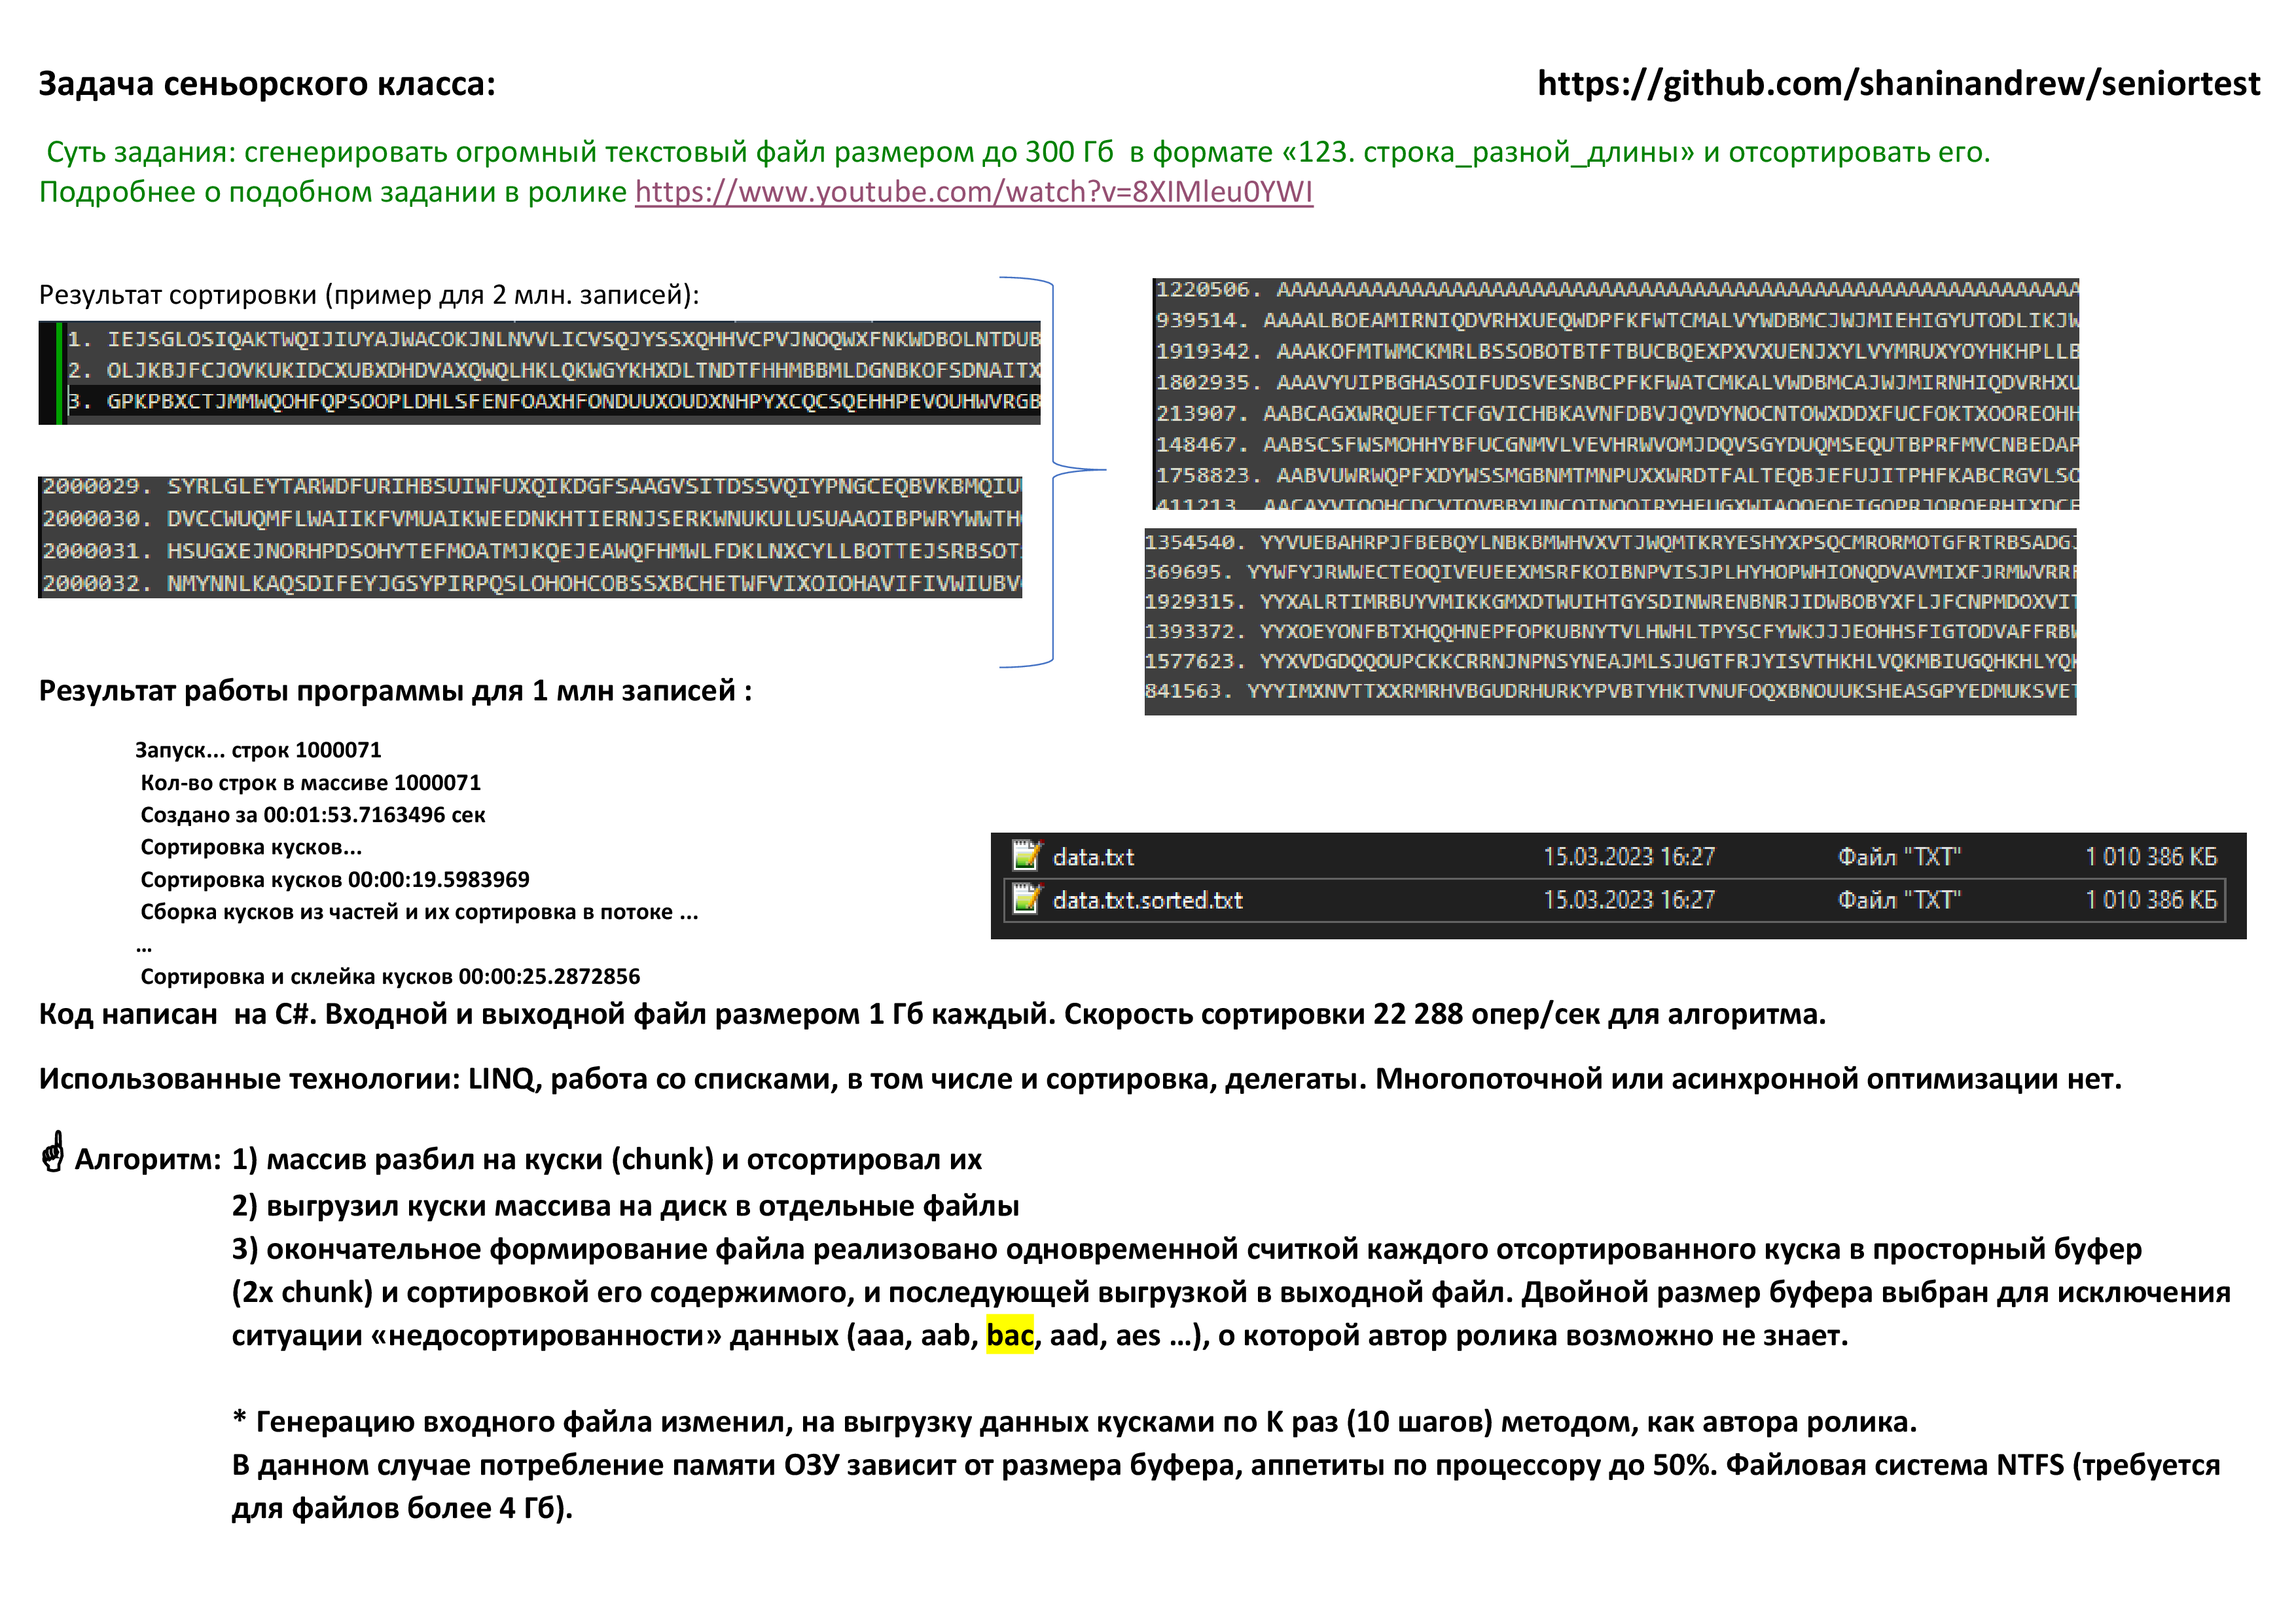 Задача сеньорского класса:
https://github.com/shaninandrew/seniortest
Суть задания: сгенерировать огромный текстовый файл размером до 300 Гб в формате «123. строка_разной_длины» и отсортировать его.
Подробнее о подобном задании в ролике https://www.youtube.com/watch?v=8XIMleu0YWI
Результат сортировки (пример для 2 млн. записей):
1. IEJSGLOSIQAKTWQIJIUYAJWACOKJNLNVVLICVSQJYSSXQHHVCPVJNOQWXFNKWDBOLNTDUB
2. OLJKBJFCJOVKUKIDCXUBXDHDVAXQWQLHKLQKWGYKHXDLTNDTFHHMBBMLDGNBKOFSDNAITX
3. GPKPBXCTJMMWQOHFQPSOOPLDHLSFENFOAXHFONDUUXOUDXNHPYXCQCSQEHHPEVOUHWVRGB
2000029. SYRLGLEYTARWDFURIHBSUIWFUXQIKDGFSAAGVSITDSSVQIYPNGCEQBVKBMQIU
2000030. DVCCWUQMFLWAIIKFVMUAIKWEEDNKHTIERNJSERKWNUKULUSUAAOIBPWRYWWTH
2000031. HSUGXEJNORHPDSOHYTEFMOATMJKQEJEAWQFHMWLFDKLNXCYLLBOTTEJSRBSOT
2000032. NMYNNLKAQSDIFEYJGSYPIRPQSLOHOHCOBSSXBCHETWFVIXOIOHAVIFIVWIUBV
1220506. AAAAAAAAAAAAAAAAAAAAAAAAAAAAAAAAAAAAAAAAAAAAAAAAAAAAAAAAAAAA
939514. AAAALBOEAMIRNIQDVRHXUEQWDPFKFWTCMALVYWDBMCJWJMIEHIGYUTODLIKJW
1919342. AAAKOFMTWMCKMRLBSSOBOTBTFTBUCBQEXPXVXUENJXYLVYMRUXYOYHKHPLLB
1802935. AAAVYUIPBGHASOIFUDSVESNBCPFKFWATCMKALVWDBMCAJWJMIRNHIQDVRHXU
213907. AABCAGXWRQUEFTCFGVICHBKAVNFDBVJQVDYNOCNTOWXDDXFUCFOKTXOOREOHH
148467. AABSCSFWSMOHHYBFUCGNMVLVEVHRWVOMJDQVSGYDUQMSEQUTBPRFMVCNBEDAP
1758823. AABVUWRWQPFXDYWSSMGBNMTMNPUXXWRDTFALTEQBJEFUJITPHFKABCRGVLSC
411213.
1354540. YYVUEBAHRPJFBEBQYLNBKBMWHVXVTJWQMTKRYESHYXPSQCMRORMOTGFRTRBSADGJ
369695. YYWFYJRWWECTEOQIVEUEEXMSRFKOIBNPVISJPLHYHOPWHIONQDVAVMIXFJRMWVRRF
1929315. YYXALRTIMRBUYVMIKKGMXDTWUIHTGYSDINWRENBNRJIDWBOBYXFLJFCNPMDOXVIT
1393372. YYXOEYONFBTXHQQHNEPFOPKUBNYTVLHWHLTPYSCFYWKJJJEOHHSFIGTODVAFFRBW
1577623. YYXVDGDQQOUPCKKCRRNJNPNSYNEAJMLSJUGTFRJYISVTHKHLVQKMBIUGQHKHLYQK
841563. YYYIMXNVTTXXRMRHVBGUDRHURKYPVBTYHKTVNUFOQXBNOUUKSHEASGPYEDMUKSVET
Результат работы программы для 1 млн записей :
Запуск... строк 1000071
Кол-во строк в массиве 1000071
Создано за 00:01:53.7163496 сек
Сортировка кусков...
Сортировка кусков 00:00:19.5983969
Сборка кусков из частей и их сортировка в потоке ...
...
Сортировка и склейка кусков 00:00:25.2872856
data.txt 15.03.2023 16:27 Файл "TXT" 1 010 386 КБ
data.txt.sorted.txt 15.03.2023 16:27 Файл "TXT" 1 010 386 КБ
Код написан на C#. Входной и выходной файл размером 1 Гб каждый. Скорость сортировки 22 288 опер/сек для алгоритма.
Использованные технологии: LINQ, работа со списками, в том числе и сортировка, делегаты. Многопоточной или асинхронной оптимизации нет.
Алгоритм: 1) массив разбил на куски (chunk) и отсортировал их
2) выгрузил куски массива на диск в отдельные файлы
3) окончательное формирование файла реализовано одновременной считкой каждого отсортированного куска в просторный буфер
(2x chunk) и сортировкой его содержимого, и последующей выгрузкой в выходной файл. Двойной размер буфера выбран для исключения
ситуации «недосортированности» данных (aaa, aab, bac, aad, aes ...), о которой автор ролика возможно не знает.
* Генерацию входного файла изменил, на выгрузку данных кусками по K раз (10 шагов) методом, как автора ролика.
В данном случае потребление памяти ОЗУ зависит от размера буфера, аппетиты по процессору до 50%. Файловая система NTFS (требуется
для файлов более 4 Гб).